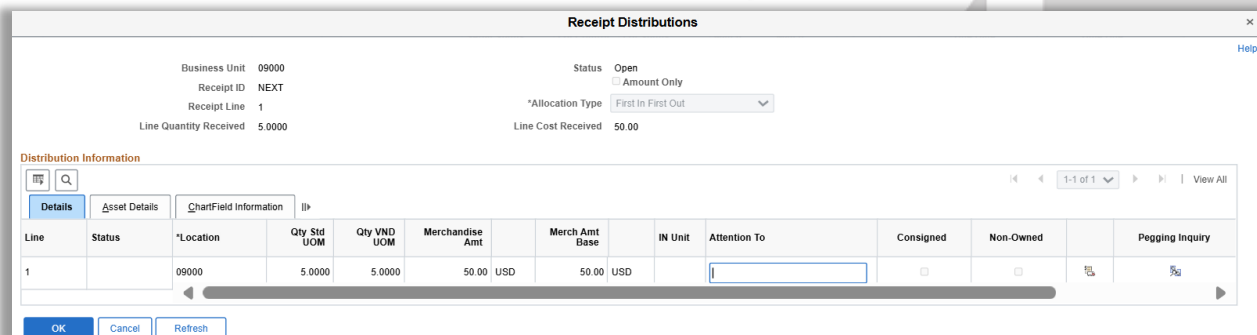 Receipt Distributions
×
Help
Business Unit 09000 Status Open
Amount Only
Receipt ID NEXT
*Allocation Type First In First Out
Receipt Line 1
Line Quantity Received 5.0000 Line Cost Received 50.00
Distribution Information
1-1 of 1 | View All
Details Asset Details ChartField Information
Line Status *Location Qty Std UOM Qty VND UOM Merchandise Amt Merch Amt Base IN Unit Attention To Consigned Non-Owned Pegging Inquiry
1 09000 5.0000 5.0000 50.00 USD 50.00 USD
OK Cancel Refresh